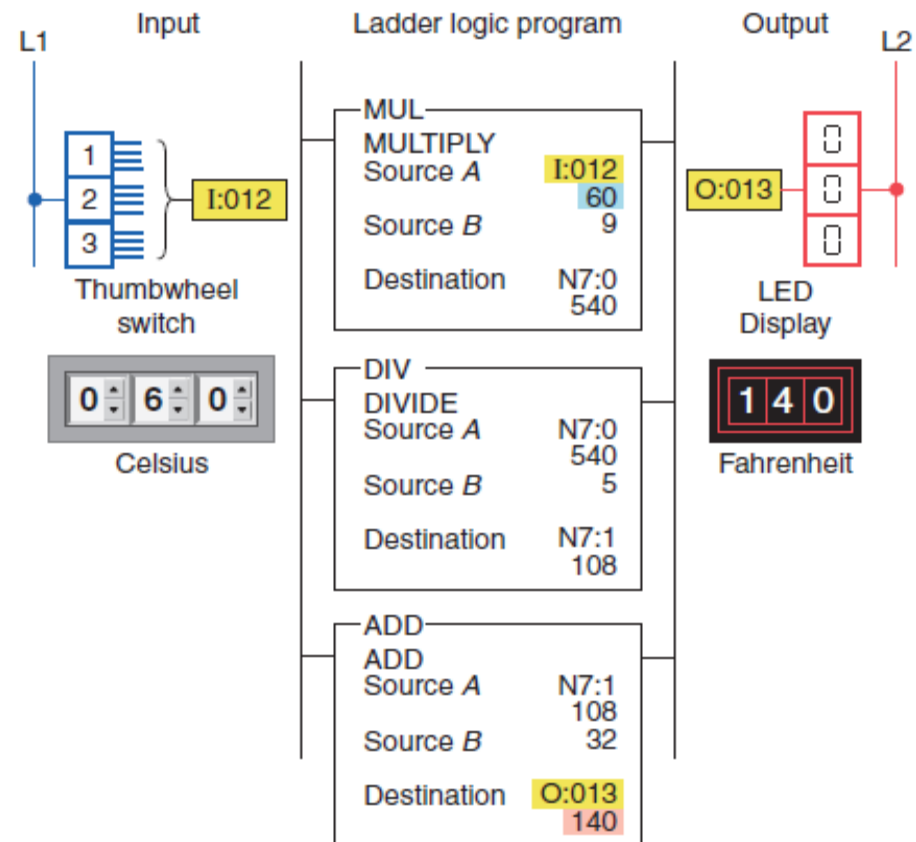 Input
Ladder logic program
Output
L1
L2
1
2
3
I:012
Thumbwheel
switch
0 6 0
Celsius
MUL
MULTIPLY
Source A I:012
60
Source B 9
Destination N7:0
540
DIV
DIVIDE
Source A N7:0
540
Source B 5
Destination N7:1
108
ADD
ADD
Source A N7:1
108
Source B 32
Destination O:013
140
O:013
0
0
0
LED
Display
1 4 0
Fahrenheit